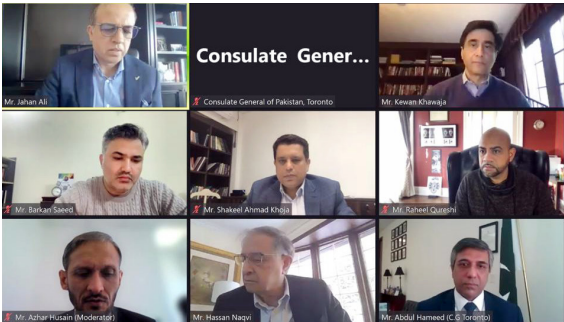 Consulate Gener...
Mr. Jahan Ali
Consulate General of Pakistan, Toronto
Mr. Kewan Khawaja
Mr. Barkan Saeed
Mr. Shakeel Ahmad Khoja
Mr. Raheel Qureshi
Mr. Azhar Husain (Moderator)
Mr. Hassan Naqvi
Mr. Abdul Hameed (C.G Toronto)